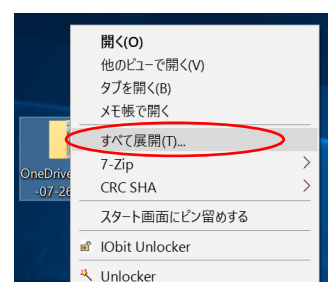 開く(O)
他のビューで開く(V)
タブを開く(B)
メモ帳で開く
すべて展開(T)...
7-Zip
CRC SHA
スタート画面にピン留めする
IObit Unlocker
Unlocker
OneDrive
-07-26